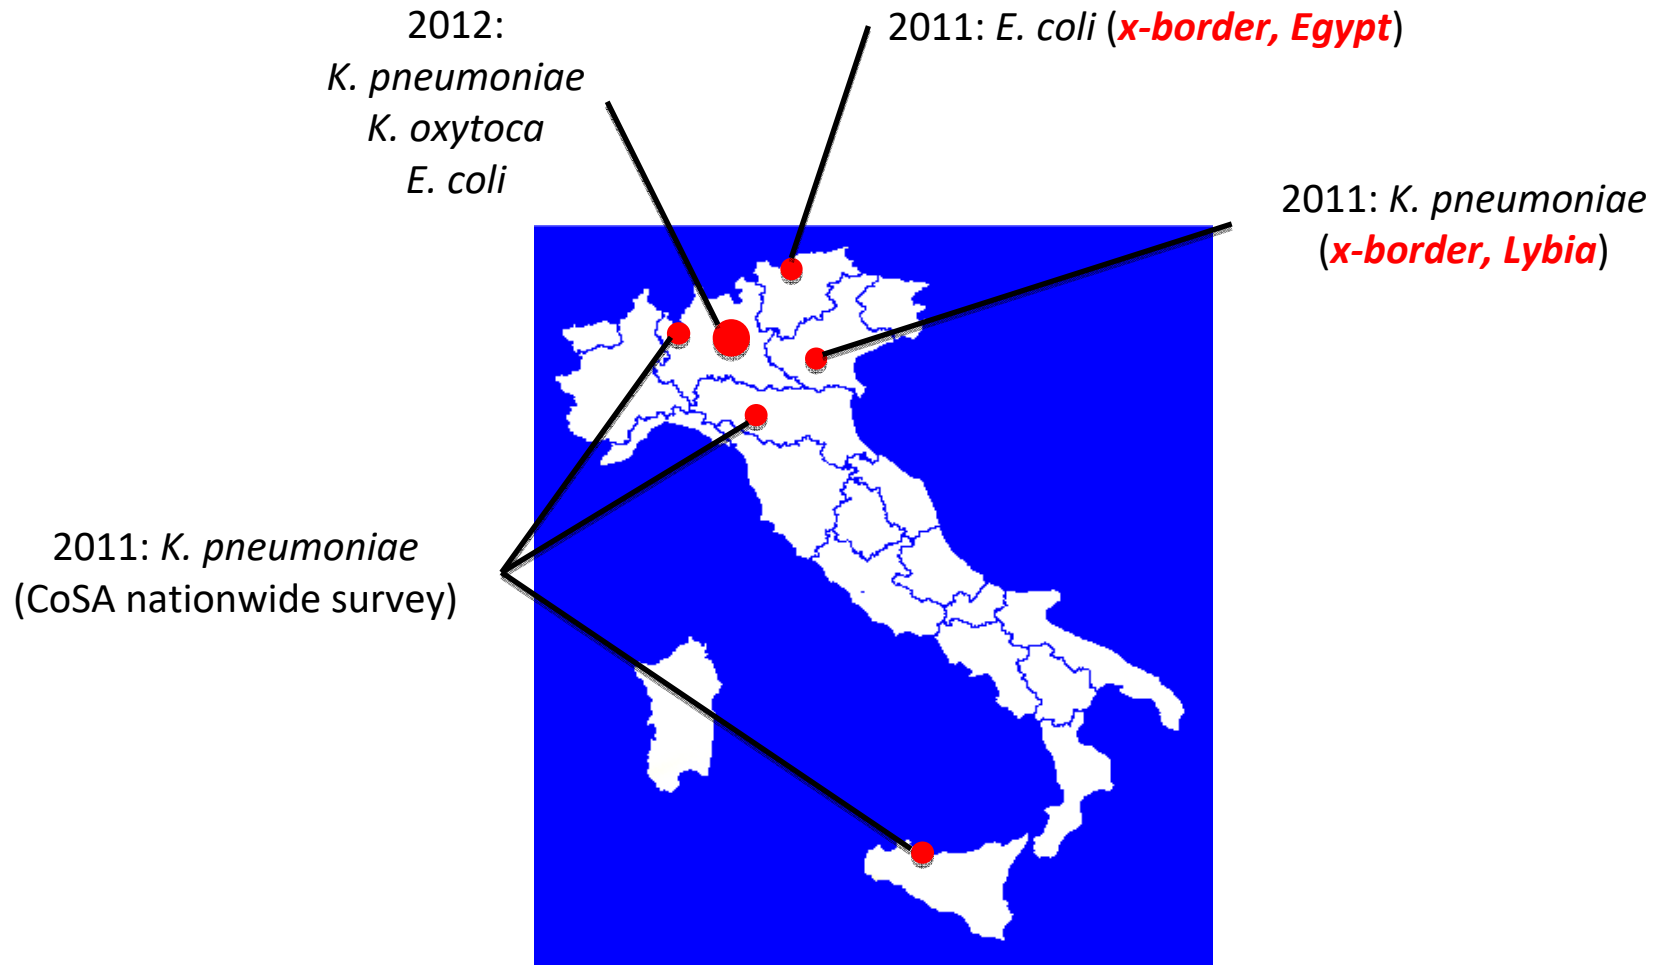 2012:
K. pneumoniae
K. oxytoca
E. coli
2011: E. coli (x-border, Egypt)
2011: K. pneumoniae
(x-border, Lybia)
2011: K. pneumoniae
(CoSA nationwide survey)